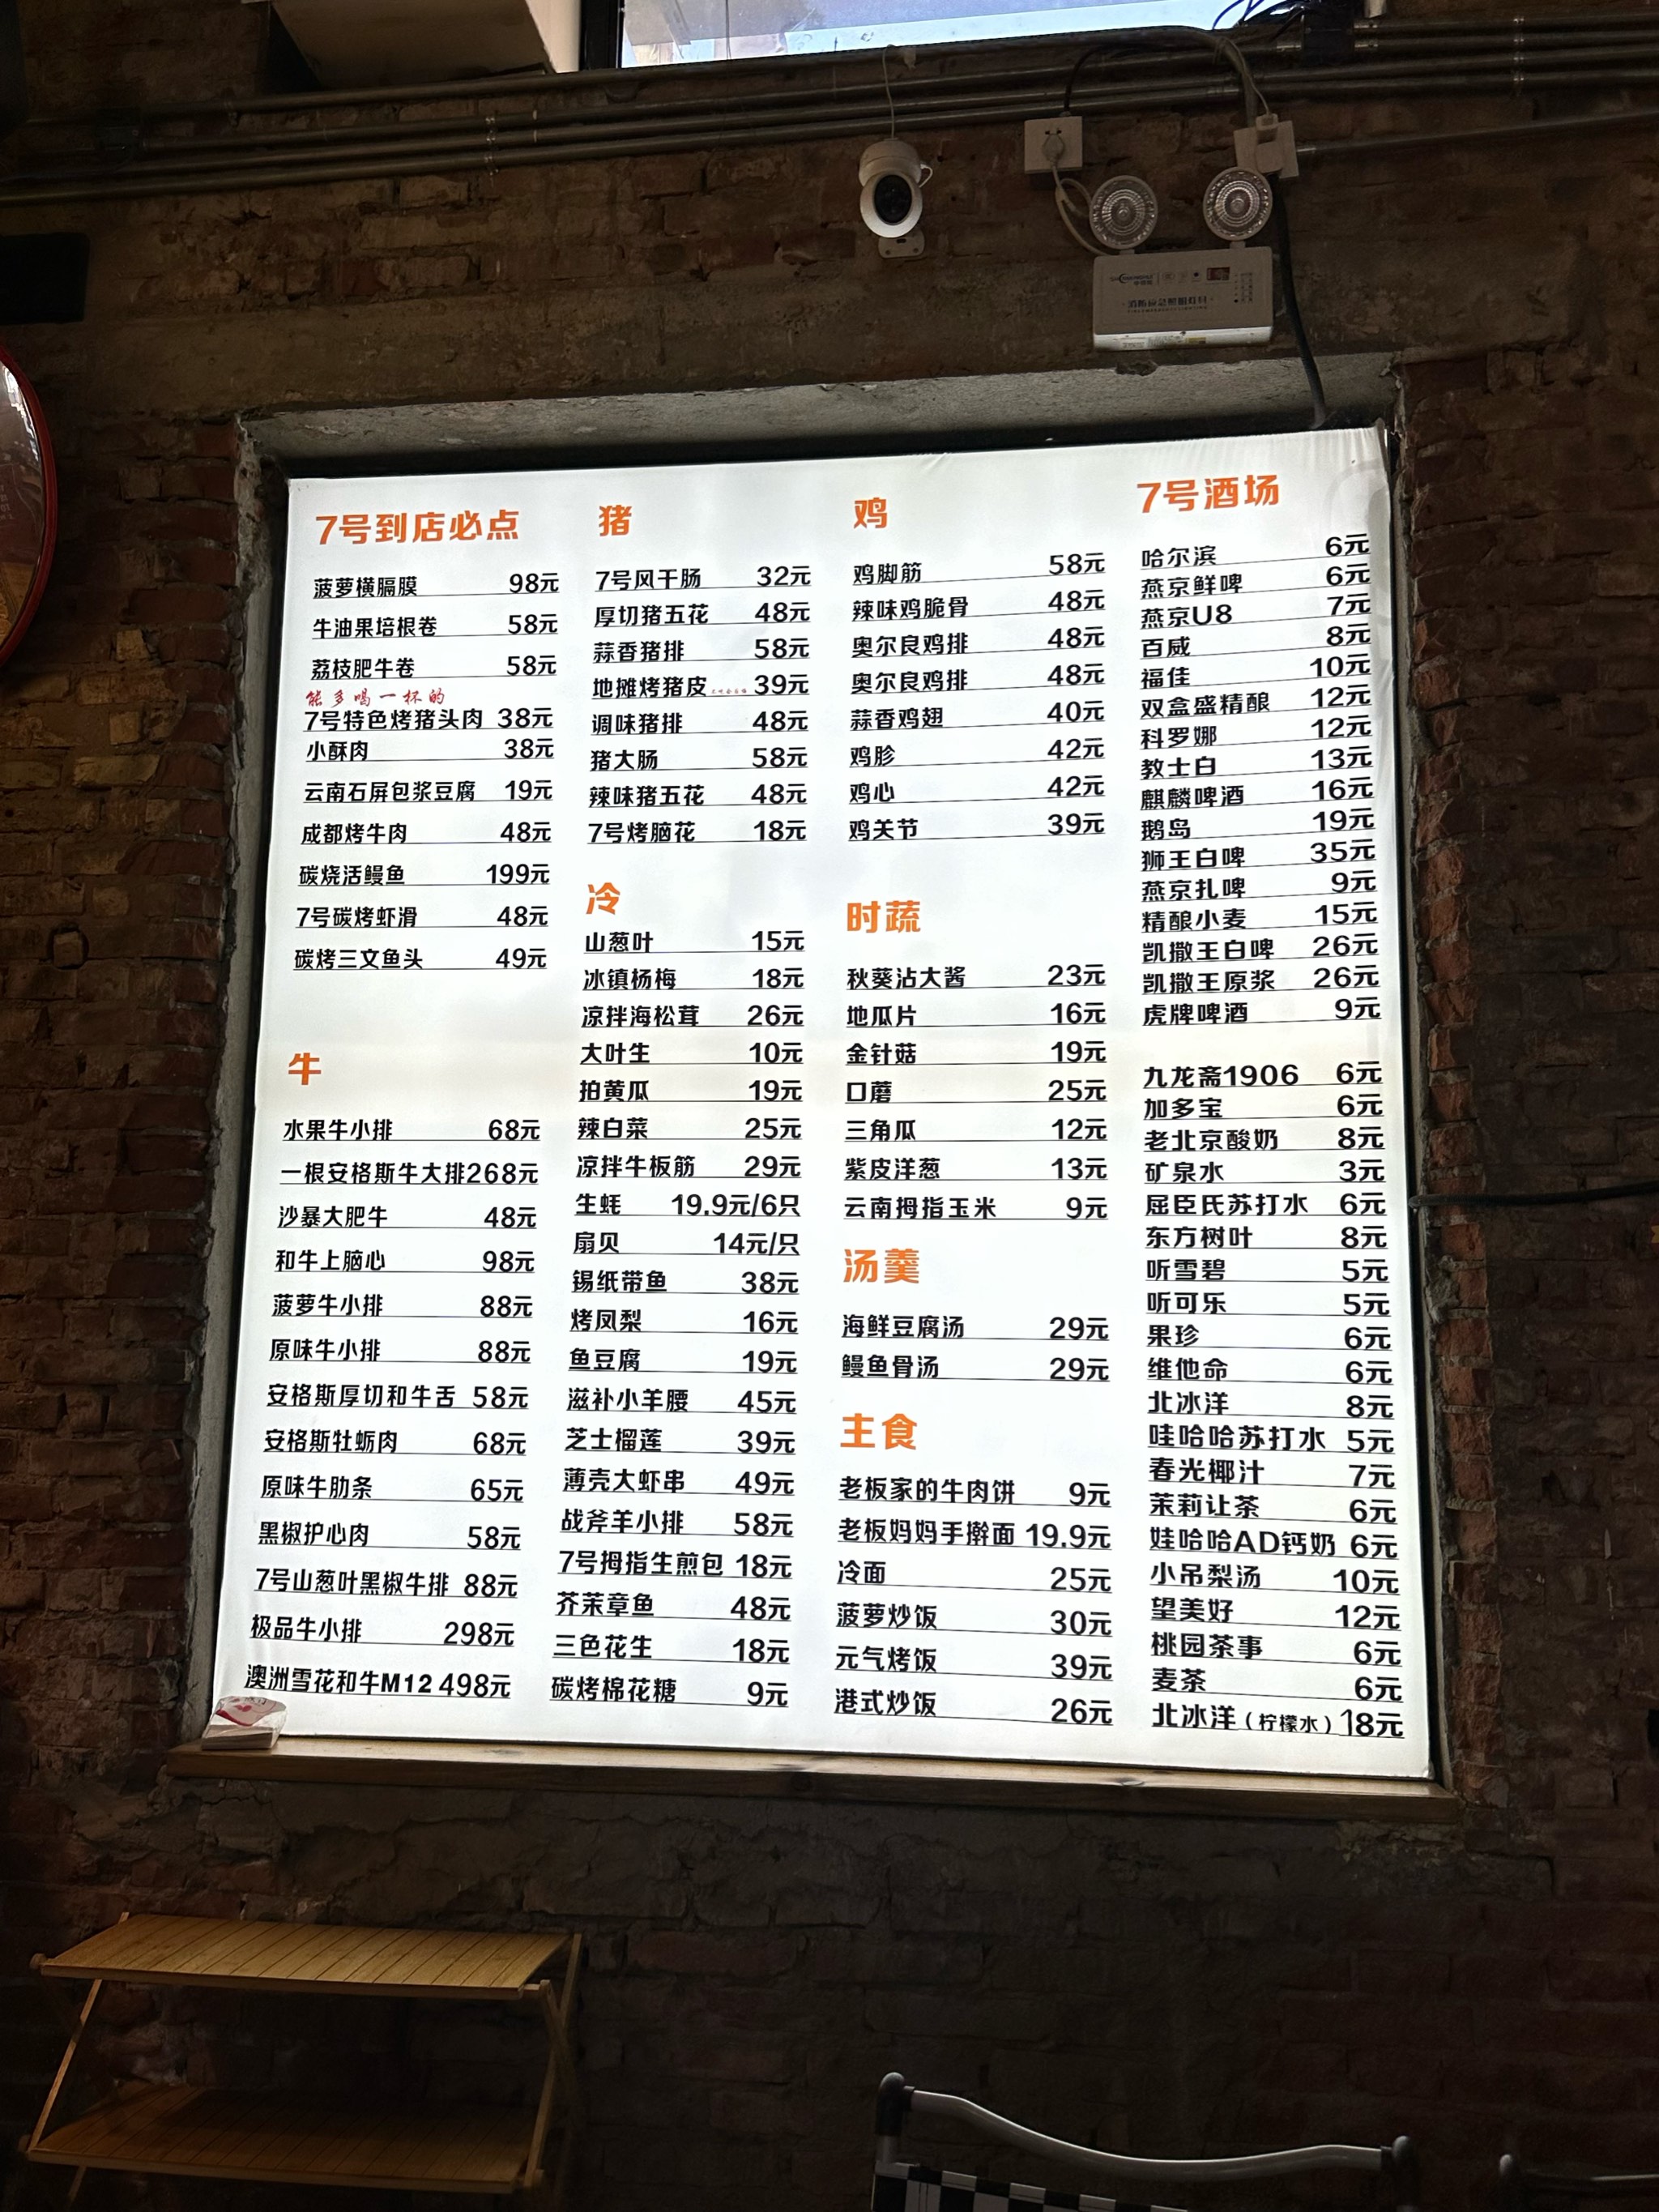 7号到店必点
菠萝横膈膜 98元
牛油果培根卷 58元
荔枝肥牛卷 58元
能多喝一杯的
7号特色烤猪头肉 38元
小酥肉 38元
云南石屏包浆豆腐 19元
成都烤牛肉 48元
碳烧活鳗鱼 199元
7号碳烤虾滑 48元
碳烤三文鱼头 49元
牛
水果牛小排 68元
一根安格斯牛大排268元
沙暴大肥牛 48元
和牛上脑心 98元
菠萝牛小排 88元
原味牛小排 88元
安格斯厚切和牛舌 58元
安格斯牡蛎肉 68元
原味牛肋条 65元
黑椒护心肉 58元
7号山葱叶黑椒牛排 88元
极品牛小排 298元
澳洲雪花和牛M12 498元
猪
7号风干肠 32元
厚切猪五花 48元
蒜香猪排 58元
地摊烤猪皮 39元
调味猪排 48元
猪大肠 58元
辣味猪五花 48元
7号烤脑花 18元
冷
山葱叶 15元
冰镇杨梅 18元
凉拌海松茸 26元
大叶生 10元
拍黄瓜 19元
辣白菜 25元
凉拌牛板筋 29元
生蚝 19.9元/6只
扇贝 14元/只
锡纸带鱼 38元
烤凤梨 16元
鱼豆腐 19元
滋补小羊腰 45元
芝士榴莲 39元
薄壳大虾串 49元
战斧羊小排 58元
7号拇指生煎包 18元
芥茉章鱼 48元
三色花生 18元
碳烤棉花糖 9元
鸡
鸡脚筋 58元
辣味鸡脆骨 48元
奥尔良鸡排 48元
奥尔良鸡排 48元
蒜香鸡翅 40元
鸡胗 42元
鸡心 42元
鸡关节 39元
时蔬
秋葵沾大酱 23元
地瓜片 16元
金针菇 19元
口蘑 25元
三角瓜 12元
紫皮洋葱 13元
云南拇指玉米 9元
汤羹
海鲜豆腐汤 29元
鳗鱼骨汤 29元
主食
老板家的牛肉饼 9元
老板妈妈手擀面 19.9元
冷面 25元
菠萝炒饭 30元
元气烤饭 39元
港式炒饭 26元
7号酒场
哈尔滨 6元
燕京鲜啤 6元
燕京U8 7元
百威 8元
福佳 10元
双盒盛精酿 12元
科罗娜 12元
教士白 13元
麒麟啤酒 16元
鹅岛 19元
狮王白啤 35元
燕京扎啤 9元
精酿小麦 15元
凯撒王白啤 26元
凯撒王原浆 26元
虎牌啤酒 9元
九龙斋1906 6元
加多宝 6元
老北京酸奶 8元
矿泉水 3元
屈臣氏苏打水 6元
东方树叶 8元
听雪碧 5元
听可乐 5元
果珍 6元
维他命 6元
北冰洋 8元
哇哈哈苏打水 5元
春光椰汁 7元
茉莉让茶 6元
娃哈哈AD钙奶 6元
小吊梨汤 10元
望美好 12元
桃园茶事 6元
麦茶 6元
北冰洋（柠檬水）18元